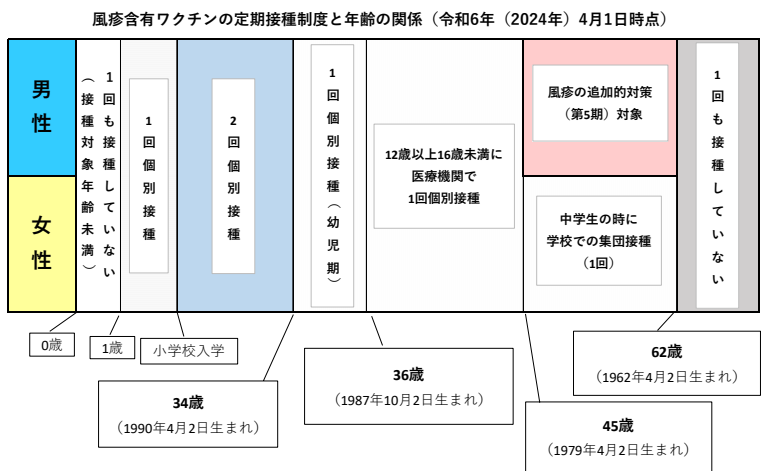 風疹含有ワクチンの定期接種制度と年齢の関係（令和6年（2024年）4月1日時点）
男性
女性
1回も接種していない
（接種対象年齢未満）
1回個別接種
2回個別接種
1回個別接種（幼児期）
12歳以上16歳未満に
医療機関で
1回個別接種
風疹の追加的対策
（第5期）対象
中学生の時に
学校での集団接種
（1回）
1回も接種していない
0歳
1歳
小学校入学
34歳
（1990年4月2日生まれ）
36歳
（1987年10月2日生まれ）
45歳
（1979年4月2日生まれ）
62歳
（1962年4月2日生まれ）